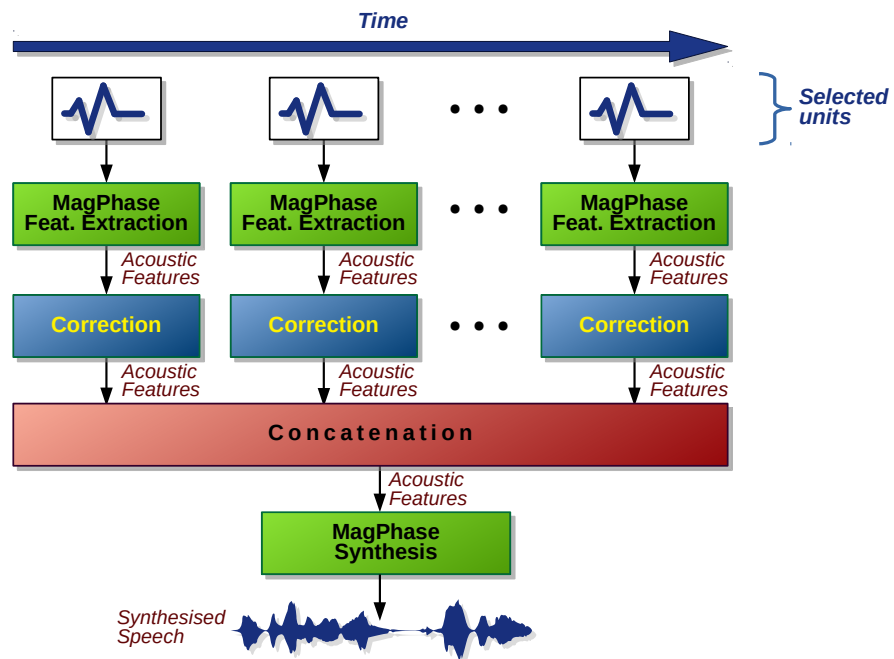 Time
Selected
units
MagPhase
Feat. Extraction
MagPhase
Feat. Extraction
MagPhase
Feat. Extraction
Acoustic
Features
Acoustic
Features
Acoustic
Features
Correction
Correction
Correction
Acoustic
Features
Acoustic
Features
Acoustic
Features
Concatenation
Acoustic
Features
MagPhase
Synthesis
Synthesised
Speech